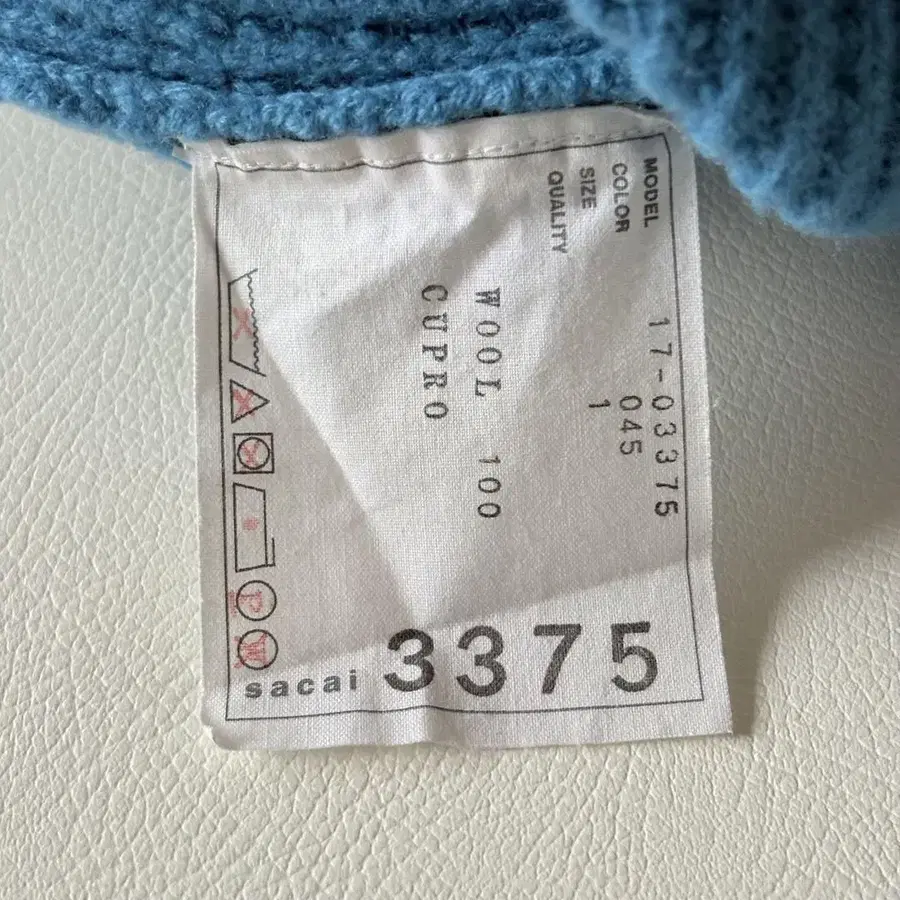 MODEL 17-03375
COLOR 045
SIZE 1
QUALITY
WOOL 100
CUPRO
P
W
sacai 3375